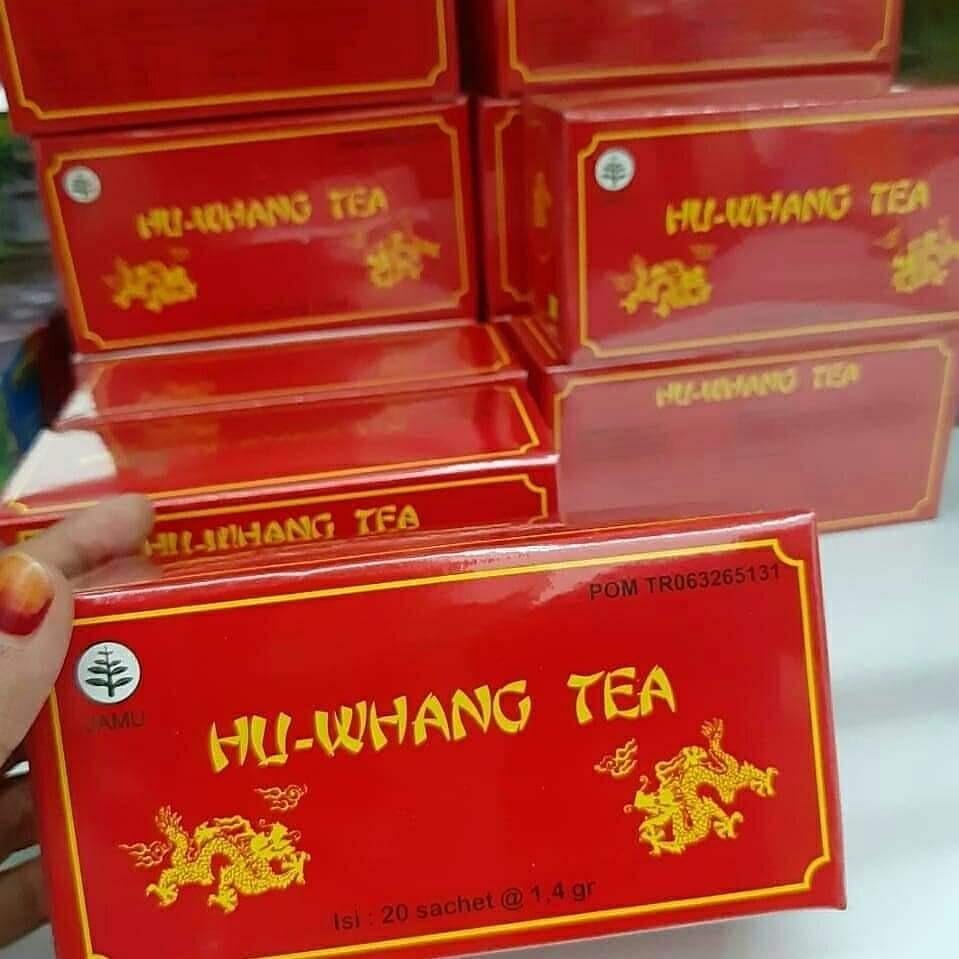 HU-WHANG TEA
HU-WHANG TEA
HU-WHANG TEA
HU-WHANG TEA
POM TR063265131
JAMU
HU-WHANG TEA
Isi : 20 sachet @ 1,4 gr